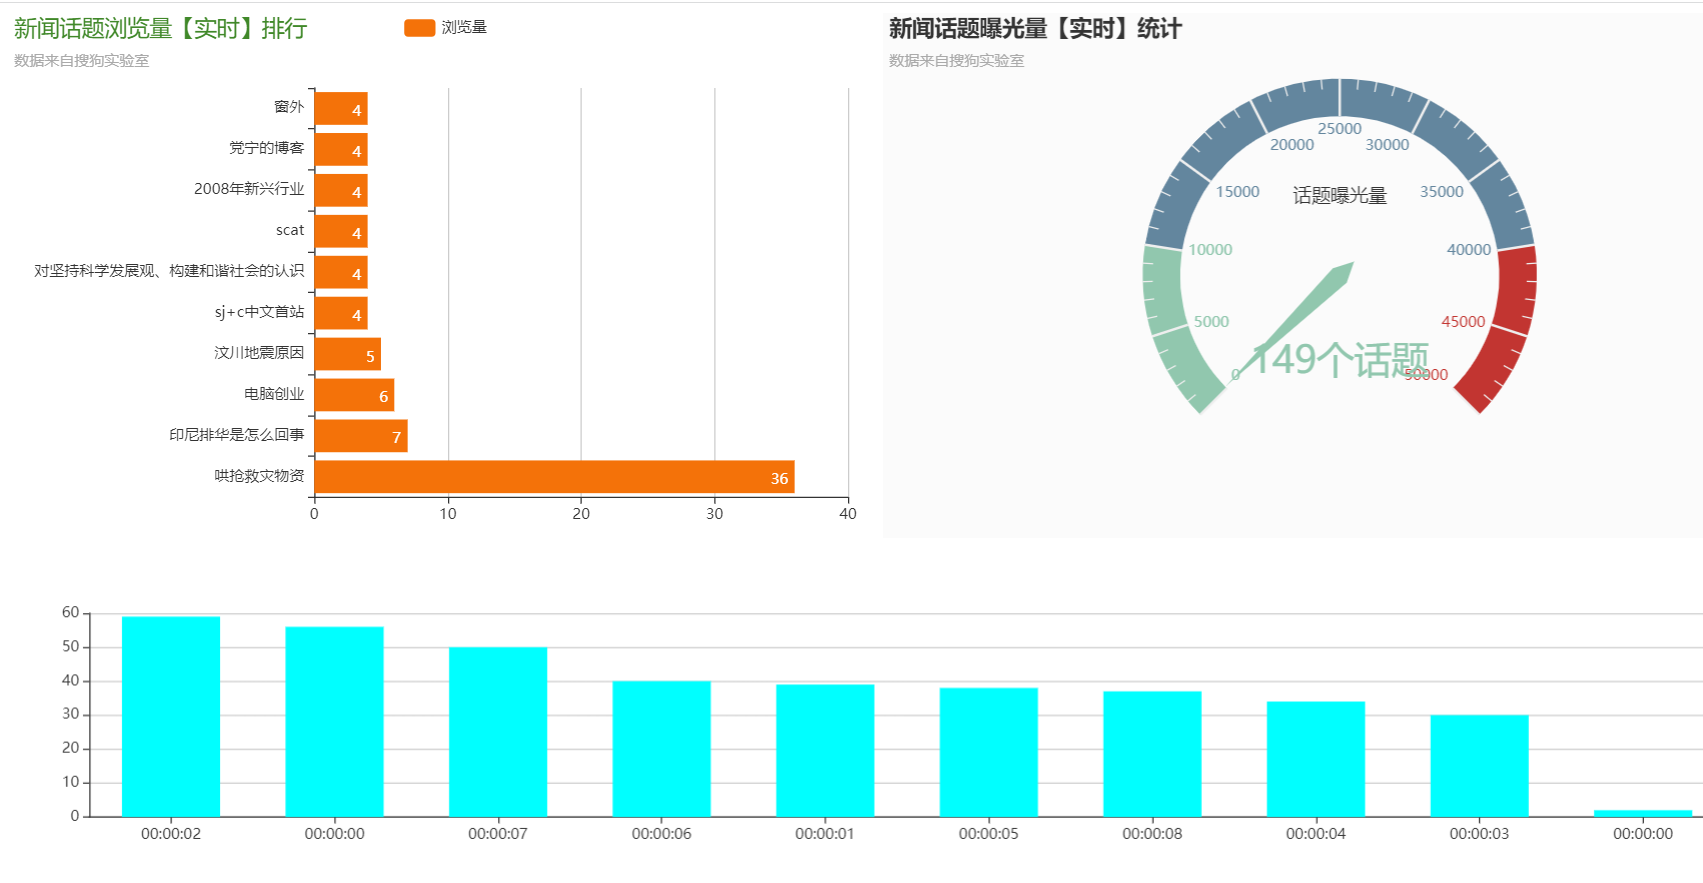 新闻话题浏览量【实时】排行
浏览量
数据来自搜狗实验室
窗外
4
党宁的博客
4
2008年新兴行业
4
scat
4
对坚持科学发展观、构建和谐社会的认识
4
sj+c中文首站
4
汶川地震原因
5
电脑创业
6
印尼排华是怎么回事
7
哄抢救灾物资
36
0
10
20
30
40
新闻话题曝光量【实时】统计
数据来自搜狗实验室
0
5000
10000
15000
20000
25000
30000
35000
40000
45000
50000
话题曝光量
149个话题
60
50
40
30
20
10
0
00:00:02
00:00:00
00:00:07
00:00:06
00:00:01
00:00:05
00:00:08
00:00:04
00:00:03
00:00:00